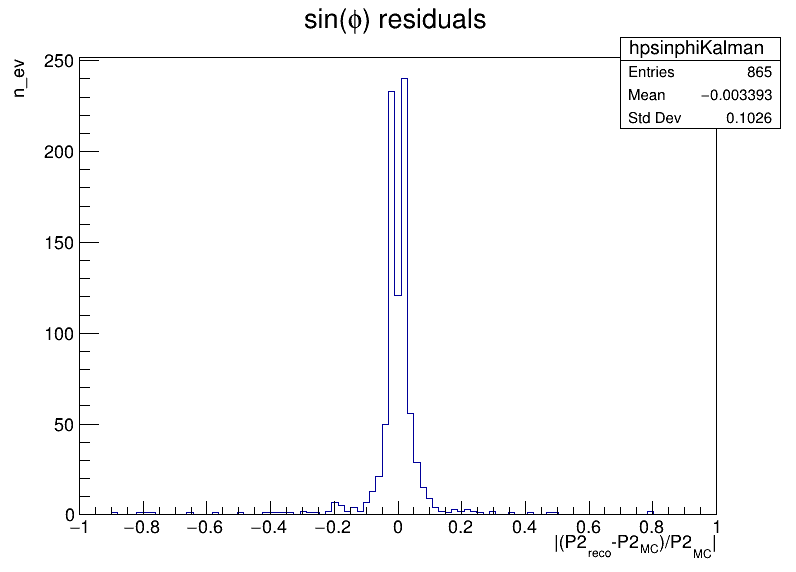 sin(ϕ) residuals
hpsinphiKalman
Entries 865
Mean −0.003393
Std Dev 0.1026
n_ev
250
200
150
100
50
0
−1 −0.8 −0.6 −0.4 −0.2 0 0.2 0.4 0.6 0.8 1
|(P2reco-P2MC)/P2MC|